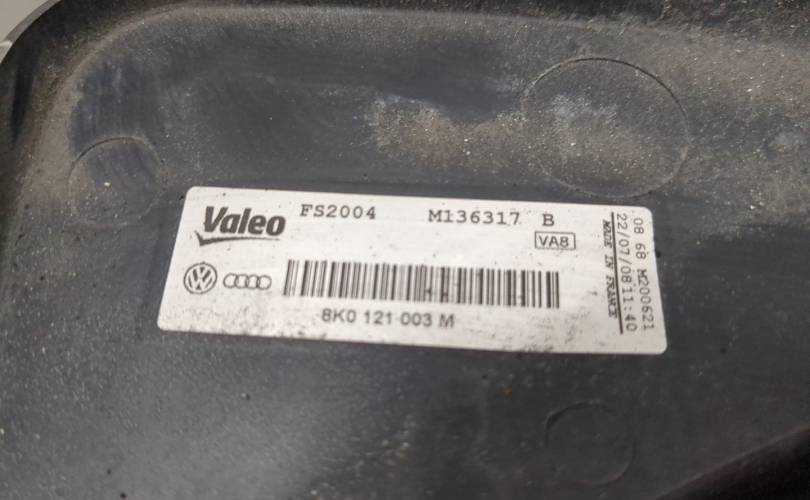 Valeo FS2004 M136317 B
VA8
8K0 121 003 M
MADE IN FRANCE
22/07/08 11:40
08 68 M200621